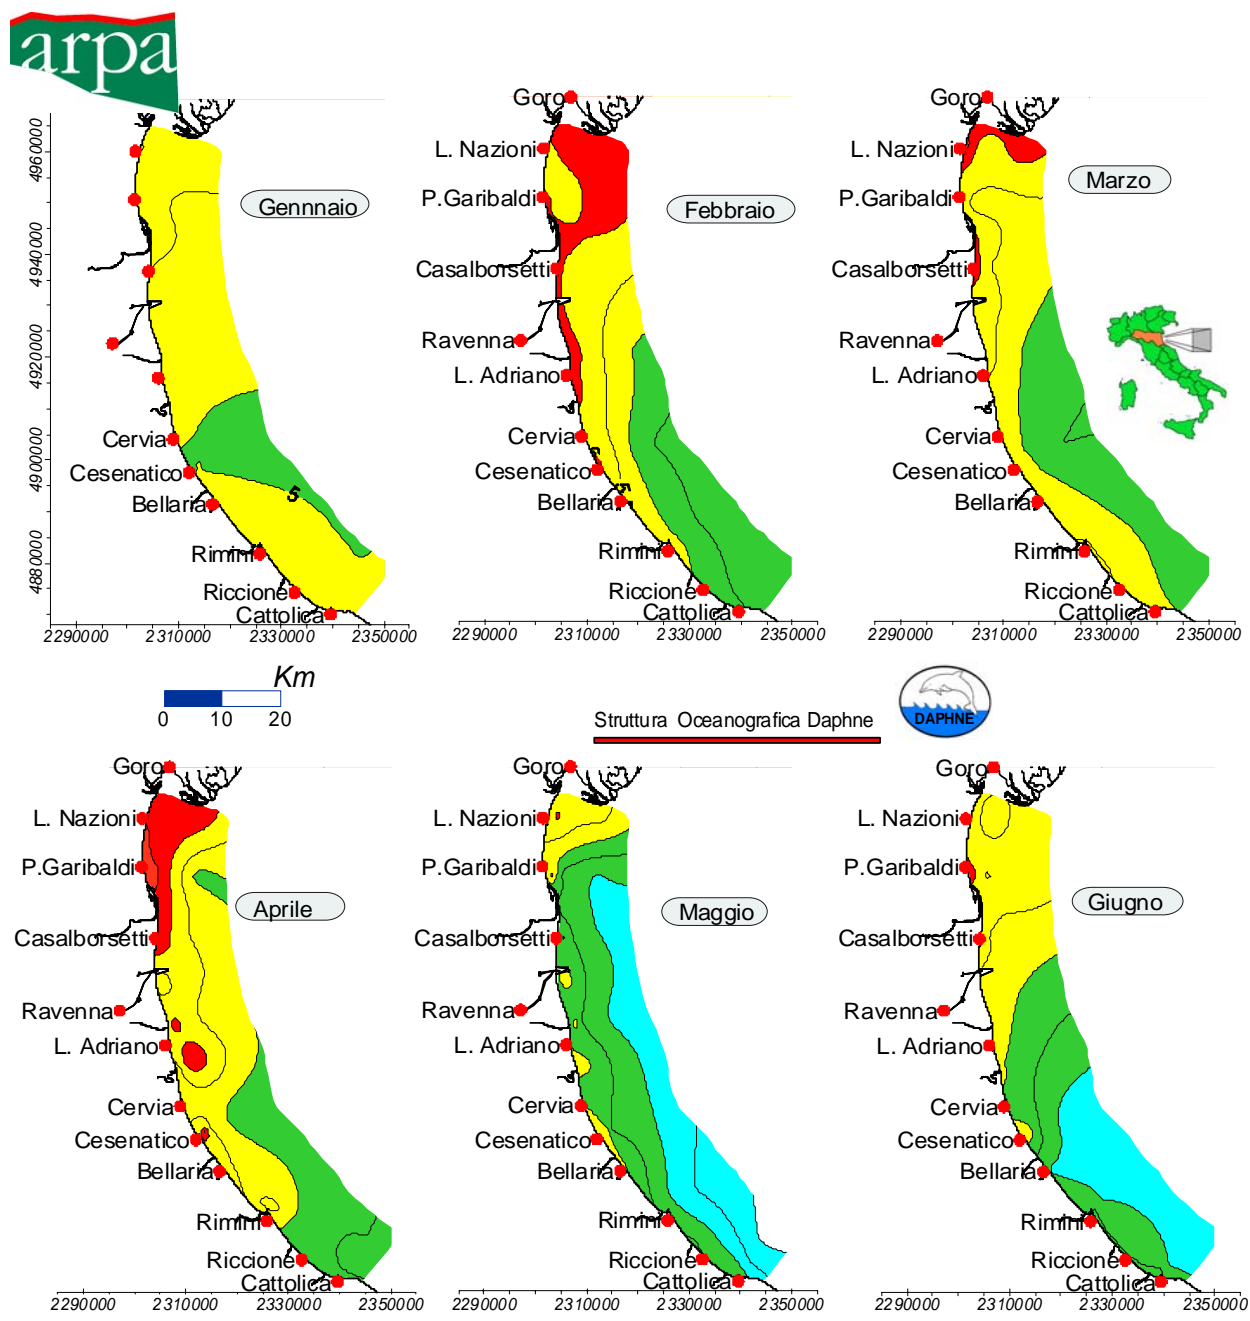 arpa
Gennnaio
4960000
4940000
4920000
4900000
4880000
Cervia
Cesenatico
Bellaria
Rimini
Riccione
Cattolica
5
2290000 2310000 2330000 2350000
Goro
L. Nazioni
P.Garibaldi
Casalborsetti
Ravenna
L. Adriano
Cervia
Cesenatico
Bellaria
Rimini
Riccione
Cattolica
Febbraio
5
2290000 2310000 2330000 2350000
Goro
L. Nazioni
P.Garibaldi
Casalborsetti
Ravenna
L. Adriano
Cervia
Cesenatico
Bellaria
Rimini
Riccione
Cattolica
Marzo
2290000 2310000 2330000 2350000
Km
0 10 20
Struttura Oceanografica Daphne
DAPHNE
Goro
L. Nazioni
P.Garibaldi
Casalborsetti
Ravenna
L. Adriano
Cervia
Cesenatico
Bellaria
Rimini
Riccione
Cattolica
Aprile
2290000 2310000 2330000 2350000
Goro
L. Nazioni
P.Garibaldi
Casalborsetti
Ravenna
L. Adriano
Cervia
Cesenatico
Bellaria
Rimini
Riccione
Cattolica
Maggio
2290000 2310000 2330000 2350000
Goro
L. Nazioni
P.Garibaldi
Casalborsetti
Ravenna
L. Adriano
Cervia
Cesenatico
Bellaria
Rimini
Riccione
Cattolica
Giugno
2290000 2310000 2330000 2350000